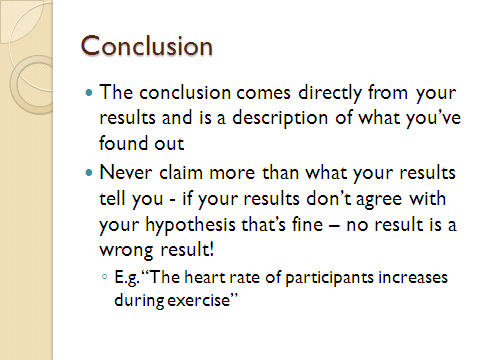 Conclusion
• The conclusion comes directly from your
results and is a description of what you've
found out
• Never claim more than what your results
tell you - if your results don't agree with
your hypothesis that's fine – no result is a
wrong result!
◦ E.g. “The heart rate of participants increases
during exercise”